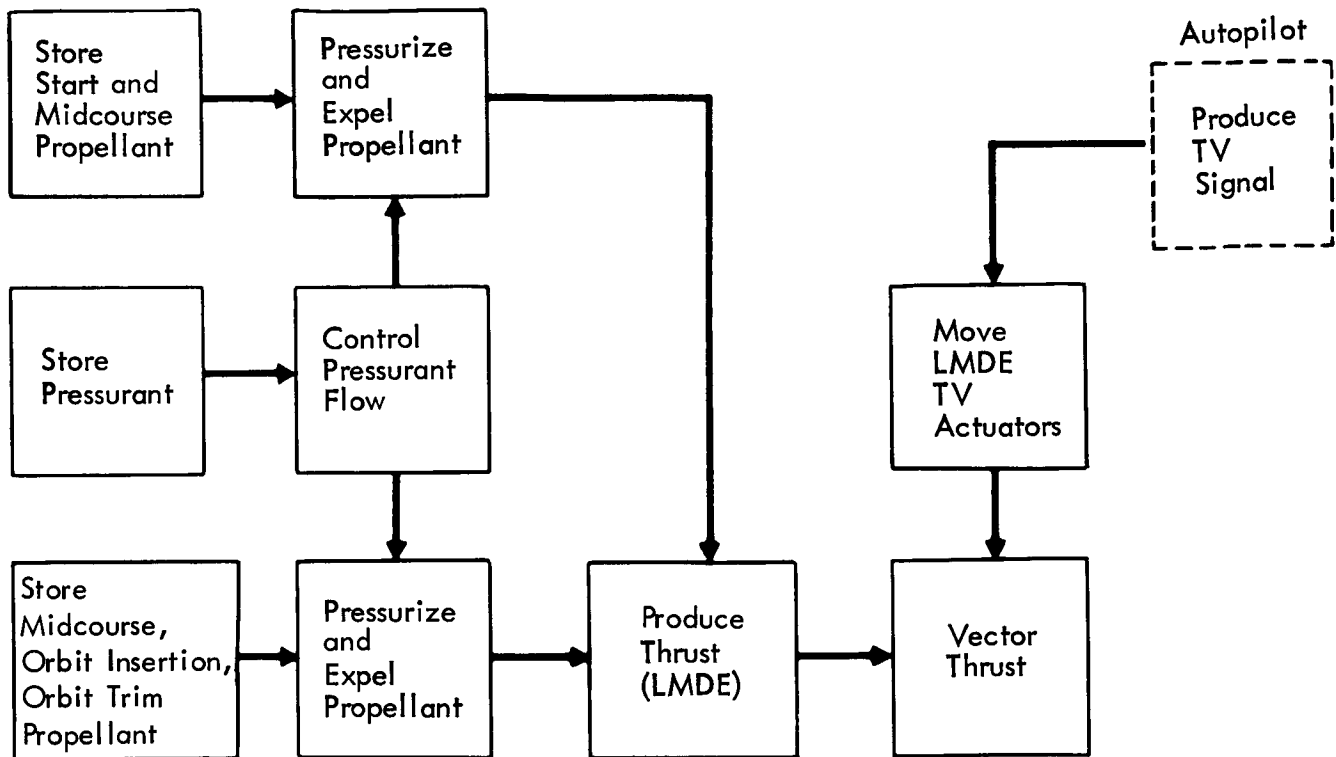 Store
Start and
Midcourse
Propellant
Pressurize
and
Expel
Propellant
Autopilot
Produce
TV
Signal
Store
Pressurant
Control
Pressurant
Flow
Move
LMDE
TV
Actuators
Store
Midcourse,
Orbit Insertion,
Orbit Trim
Propellant
Pressurize
and
Expel
Propellant
Produce
Thrust
(LMDE)
Vector
Thrust